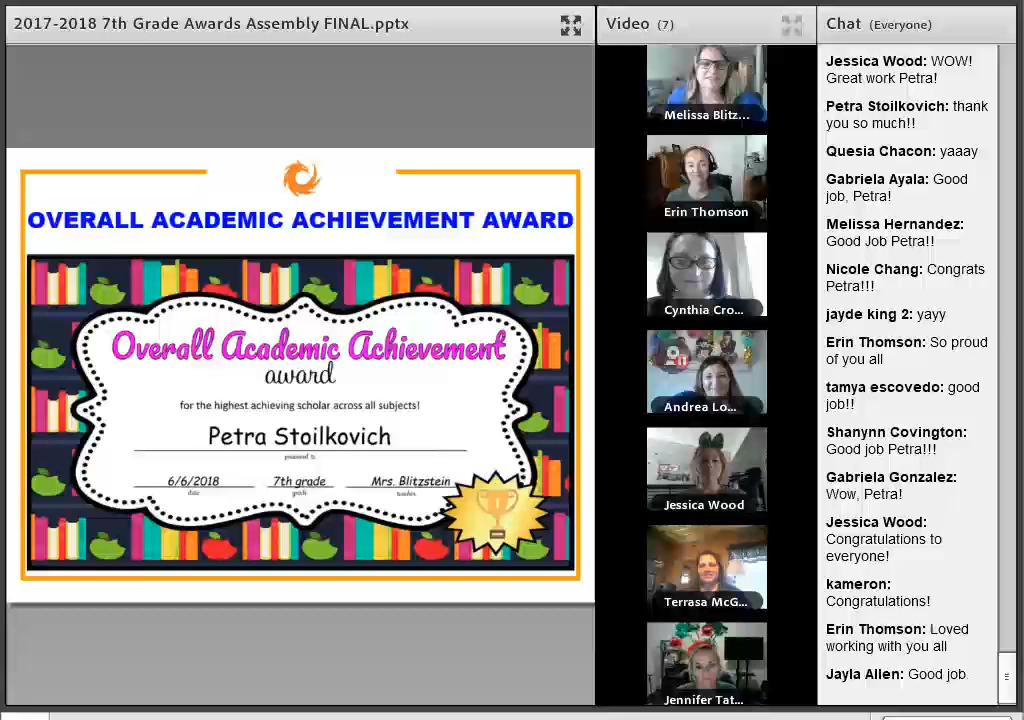 2017-2018 7th Grade Awards Assembly FINAL.pptx
OVERALL ACADEMIC ACHIEVEMENT AWARD
Overall Academic Achievement
award
for the highest achieving scholar across all subjects!
Petra Stoilkovich
presented to
6/6/2018 7th grade Mrs. Blitzstein
date grade teacher
Video (7)
Melissa Blitz...
Erin Thomson
Cynthia Cro...
Andrea Lo...
Jessica Wood
Terrasa McG...
Jennifer Tat...
Chat (Everyone)
Jessica Wood: WOW!
Great work Petra!
Petra Stoilkovich: thank
you so much!!
Quesia Chacon: yaaay
Gabriela Ayala: Good
job, Petra!
Melissa Hernandez:
Good Job Petra!!
Nicole Chang: Congrats
Petra!!!
jayde king 2: yayy
Erin Thomson: So proud
of you all
tamya escovedo: good
job!!
Shanynn Covington:
Good job Petra!!!
Gabriela Gonzalez:
Wow, Petra!
Jessica Wood:
Congratulations to
everyone!
kameron:
Congratulations!
Erin Thomson: Loved
working with you all
Jayla Allen: Good job